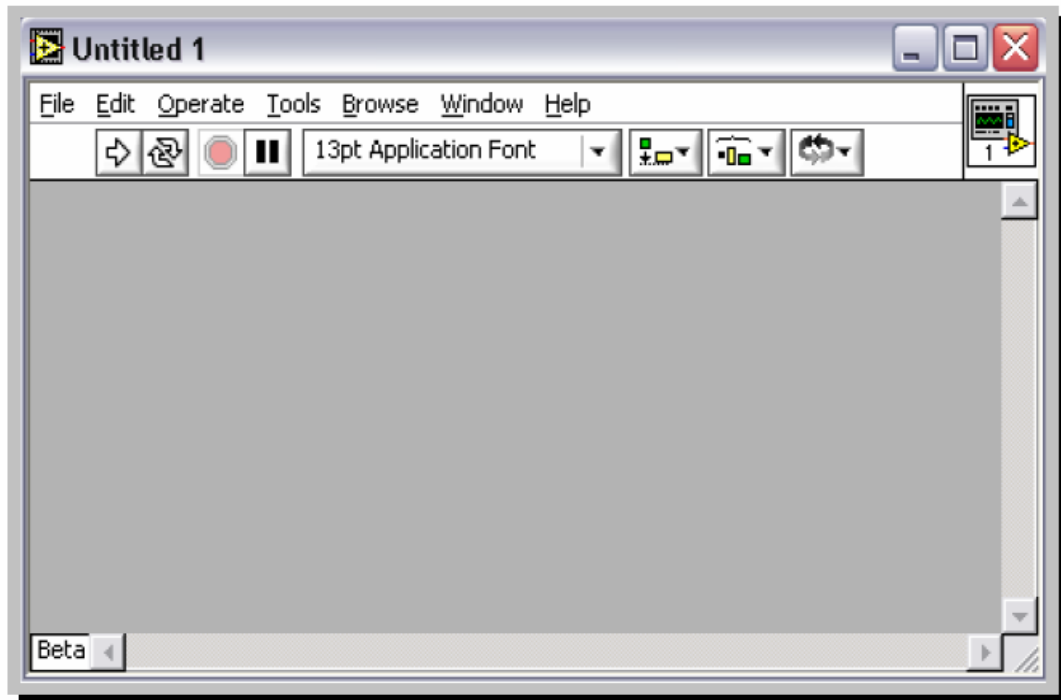 Untitled 1
File Edit Operate Tools Browse Window Help
13pt Application Font
1
Beta